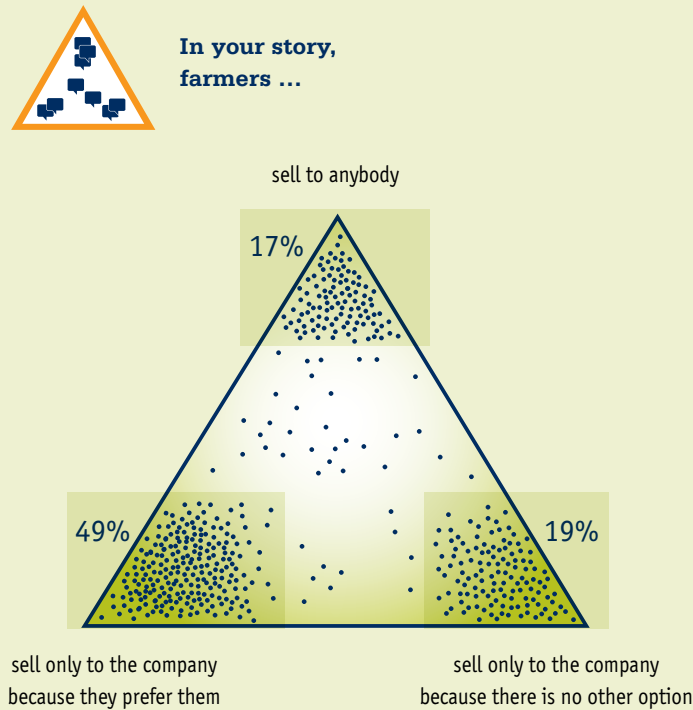 In your story,
farmers ...
sell to anybody
17%
49%
19%
sell only to the company
because they prefer them
sell only to the company
because there is no other option